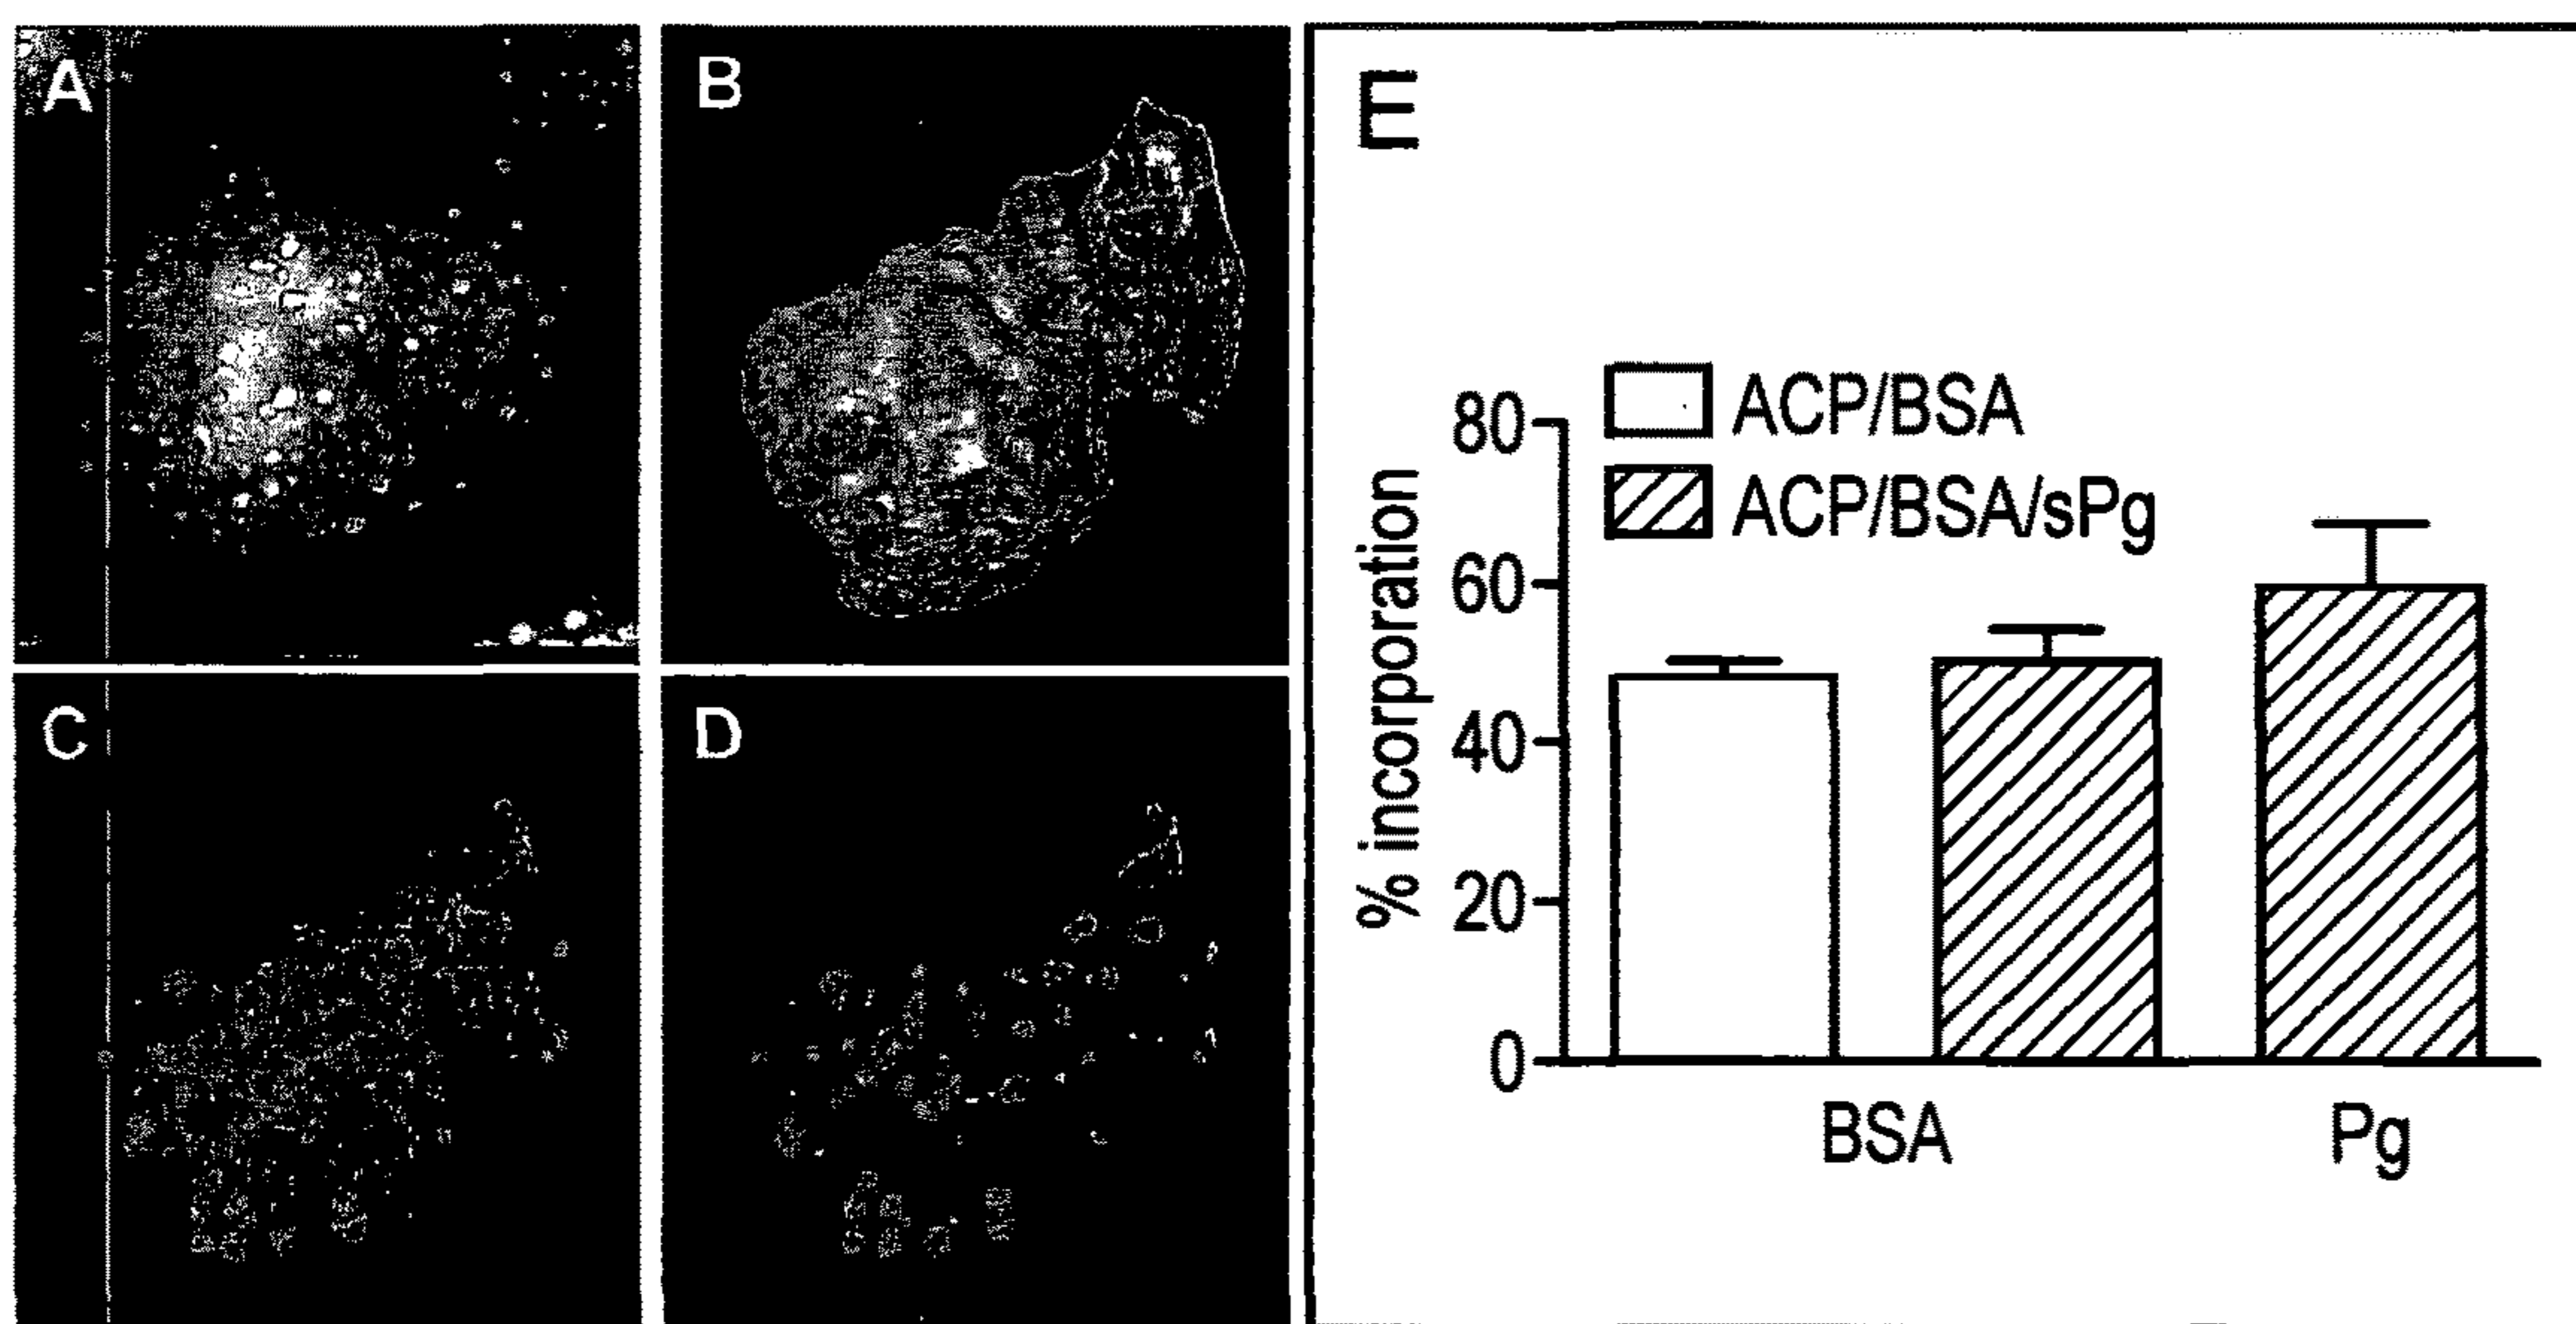 A
B
C
D
E
ACP/BSA
ACP/BSA/sPg
% incorporation
80
60
40
20
0
BSA
Pg